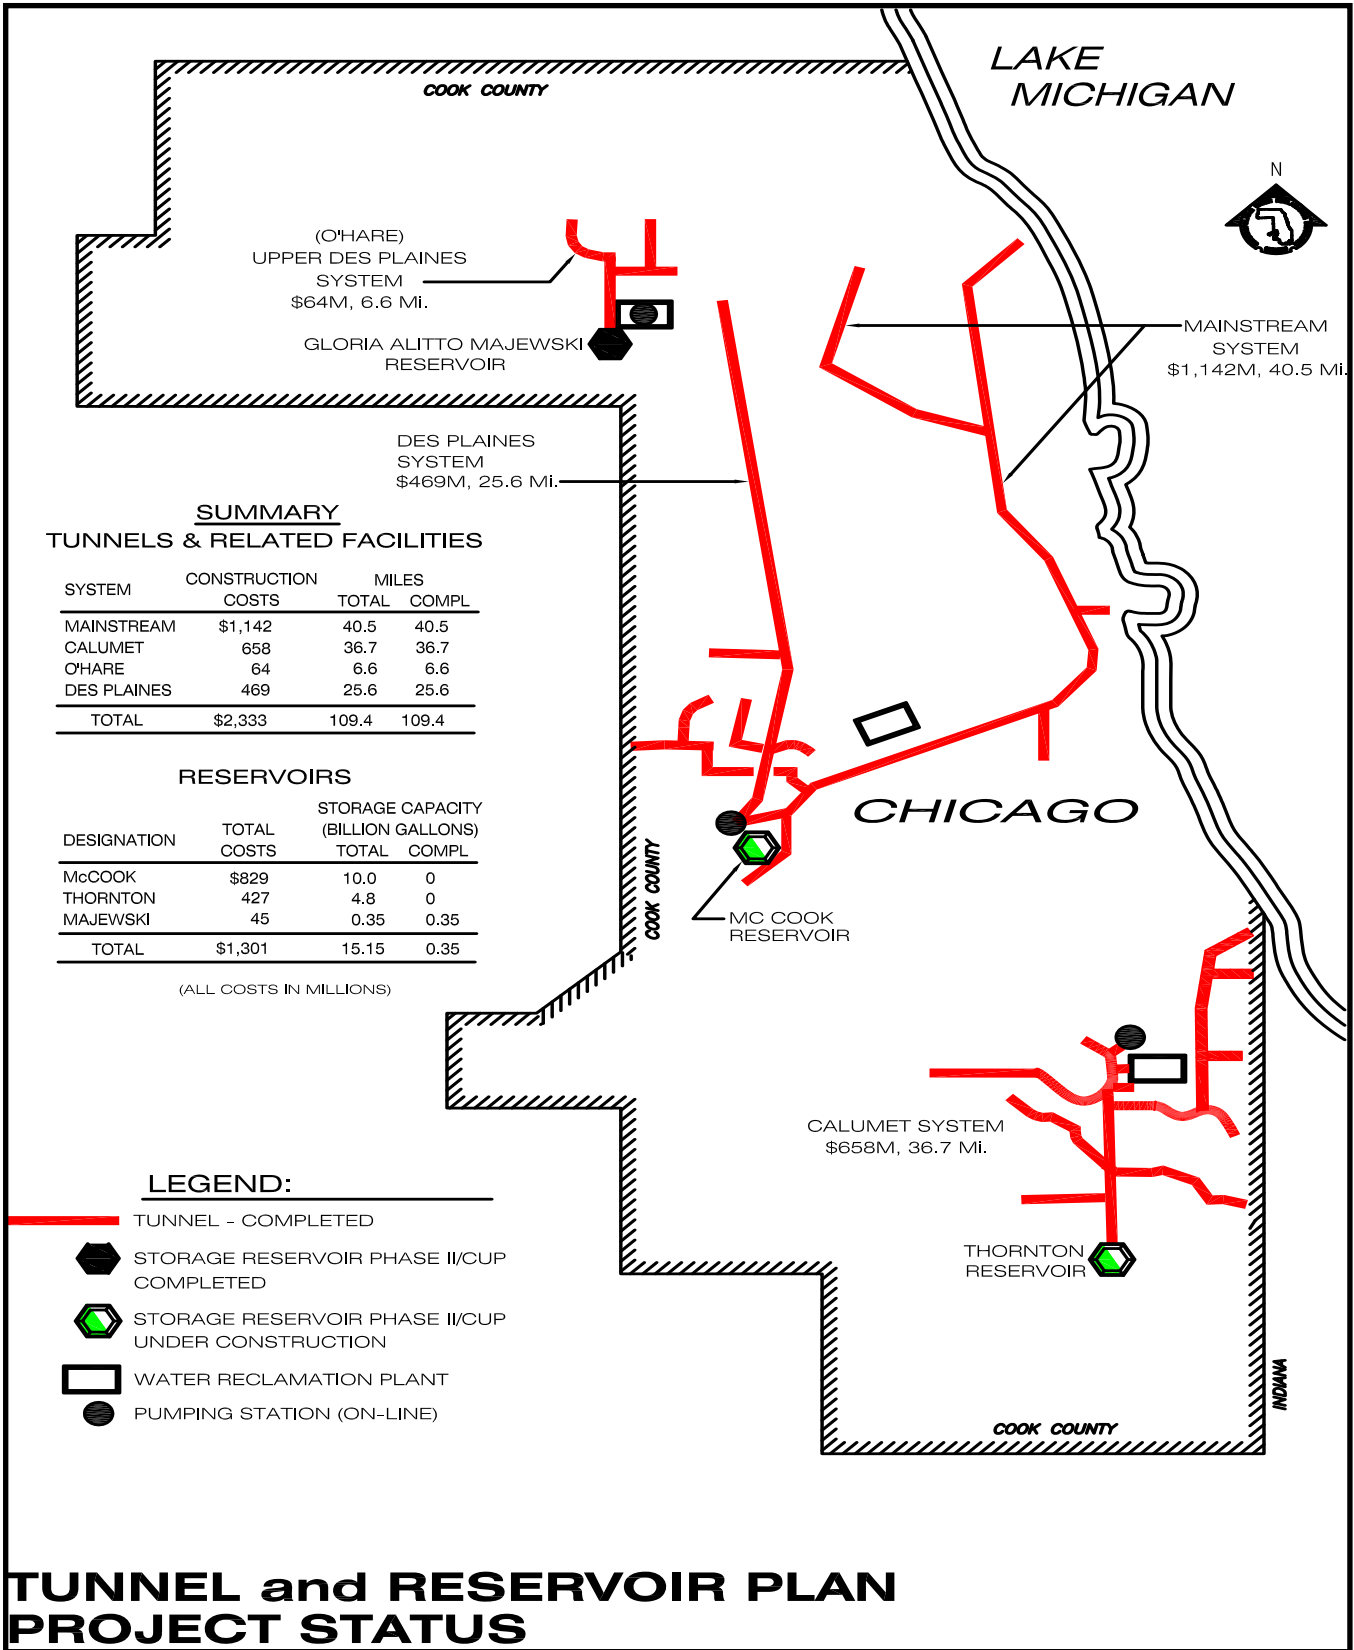 LAKE
MICHIGAN
COOK COUNTY
N
(O'HARE)
UPPER DES PLAINES
SYSTEM
$64M, 6.6 Mi.
GLORIA ALITTO MAJEWSKI
RESERVOIR
MAINSTREAM
SYSTEM
$1,142M, 40.5 Mi.
DES PLAINES
SYSTEM
$469M, 25.6 Mi.
SUMMARY
TUNNELS & RELATED FACILITIES
SYSTEM CONSTRUCTION COSTS MILES TOTAL COMPL
MAINSTREAM $1,142 40.5 40.5
CALUMET 658 36.7 36.7
O'HARE 64 6.6 6.6
DES PLAINES 469 25.6 25.6
TOTAL $2,333 109.4 109.4
RESERVOIRS
DESIGNATION TOTAL COSTS STORAGE CAPACITY (BILLION GALLONS) TOTAL COMPL
McCOOK $829 10.0 0
THORNTON 427 4.8 0
MAJEWSKI 45 0.35 0.35
TOTAL $1,301 15.15 0.35
(ALL COSTS IN MILLIONS)
CHICAGO
COOK COUNTY
MC COOK
RESERVOIR
CALUMET SYSTEM
$658M, 36.7 Mi.
THORNTON
RESERVOIR
INDIANA
COOK COUNTY
LEGEND:
TUNNEL - COMPLETED
STORAGE RESERVOIR PHASE II/CUP
COMPLETED
STORAGE RESERVOIR PHASE II/CUP
UNDER CONSTRUCTION
WATER RECLAMATION PLANT
PUMPING STATION (ON-LINE)
TUNNEL and RESERVOIR PLAN
PROJECT STATUS